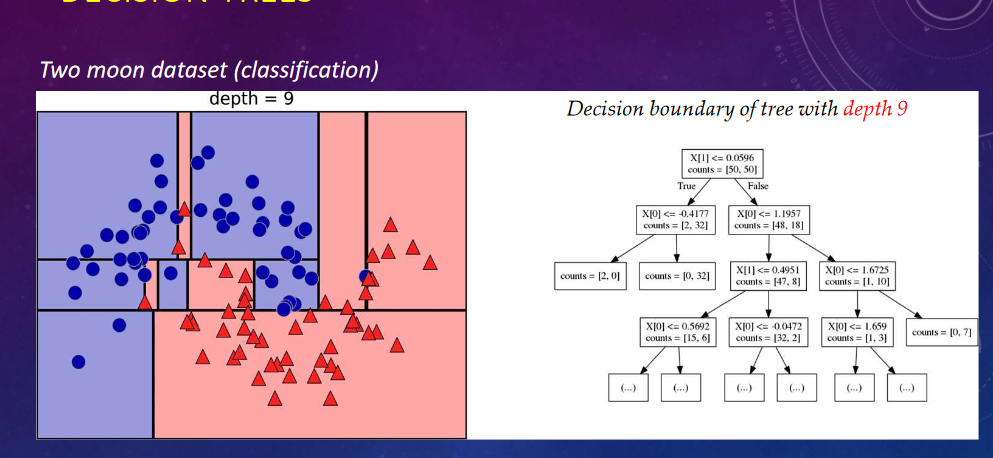 DECISION TREES
Two moon dataset (classification)
depth = 9
Decision boundary of tree with depth 9
X[1] <= 0.0596
counts = [50, 50]
True
False
X[0] <= -0.4177
counts = [2, 32]
X[0] <= 1.1957
counts = [48, 18]
counts = [2, 0]
counts = [0, 32]
X[1] <= 0.4951
counts = [47, 8]
X[0] <= 1.6725
counts = [1, 10]
X[0] <= 0.5692
counts = [15, 6]
X[0] <= -0.0472
counts = [32, 2]
X[0] <= 1.659
counts = [1, 3]
counts = [0, 7]
(...)
(...)
(...)
(...)
(...)
(...)